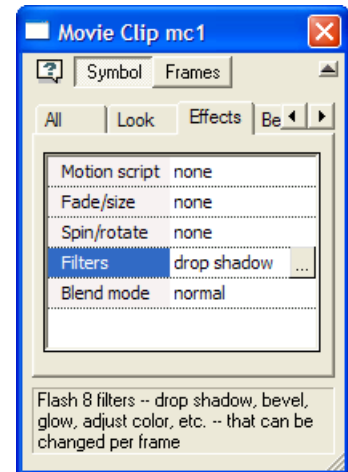 Movie Clip mc1
Symbol Frames
All Look Effects Be
Motion script none
Fade/size none
Spin/rotate none
Filters drop shadow ...
Blend mode normal
Flash 8 filters -- drop shadow, bevel,
glow, adjust color, etc. -- that can be
changed per frame